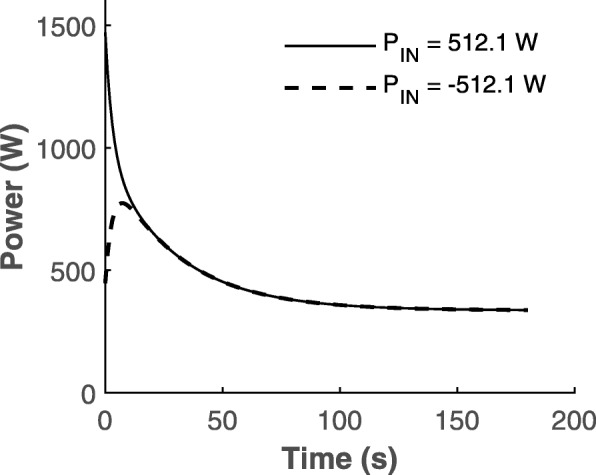 1500
P_IN = 512.1 W
P_IN = -512.1 W
1000
Power (W)
500
0
0 50 100 150 200
Time (s)